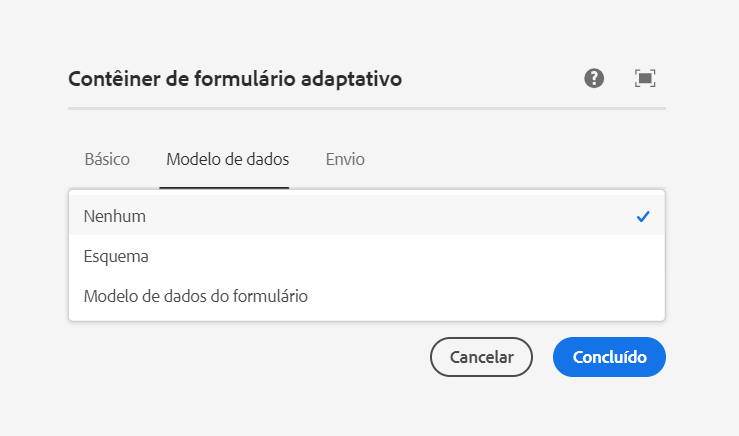 Contêiner de formulário adaptativo
Básico Modelo de dados Envio
Nenhum
Esquema
Modelo de dados do formulário
Cancelar Concluído